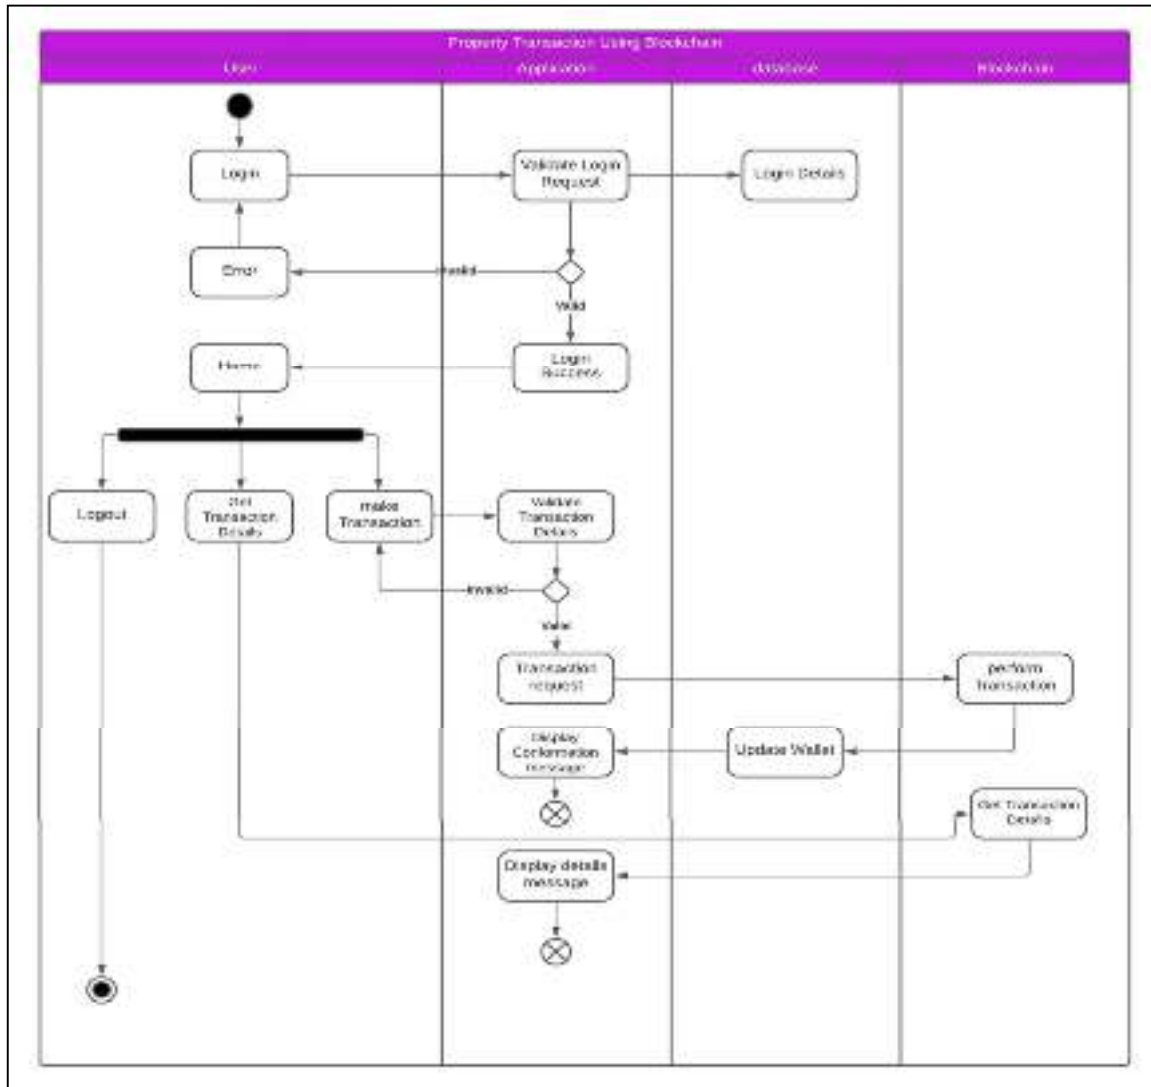 Property Transaction Using Blockchain
User
Application
database
Blockchain
Login
Validate Login
Request
Login Details
Error
Invalid
Valid
Home
Login
Success
Logout
Get
Transaction
Details
make
Transaction
Validate
Transaction
Details
Invalid
Valid
Transaction
request
perform
Transaction
Display
Conformation
message
Update Wallet
Get Transaction
Details
Display details
message